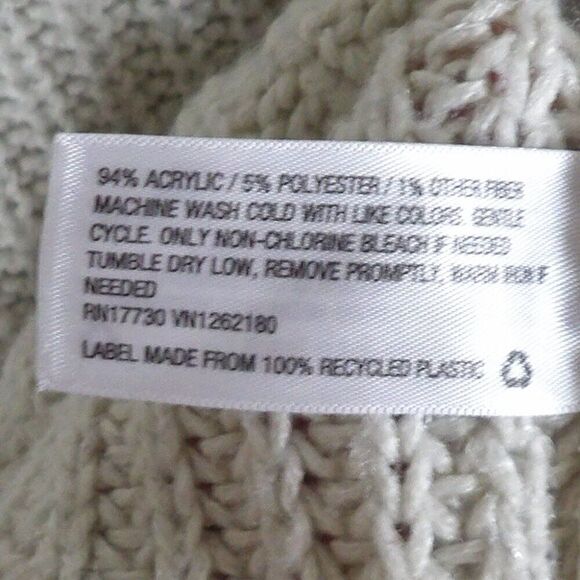 94% ACRYLIC / 5% POLYESTER / 1% OTHER FIBER
MACHINE WASH COLD WITH LIKE COLORS. GENTLE
CYCLE. ONLY NON-CHLORINE BLEACH IF NEEDED
TUMBLE DRY LOW, REMOVE PROMPTLY, WARM IRON IF
NEEDED
RN17730 VN1262180
LABEL MADE FROM 100% RECYCLED PLASTIC